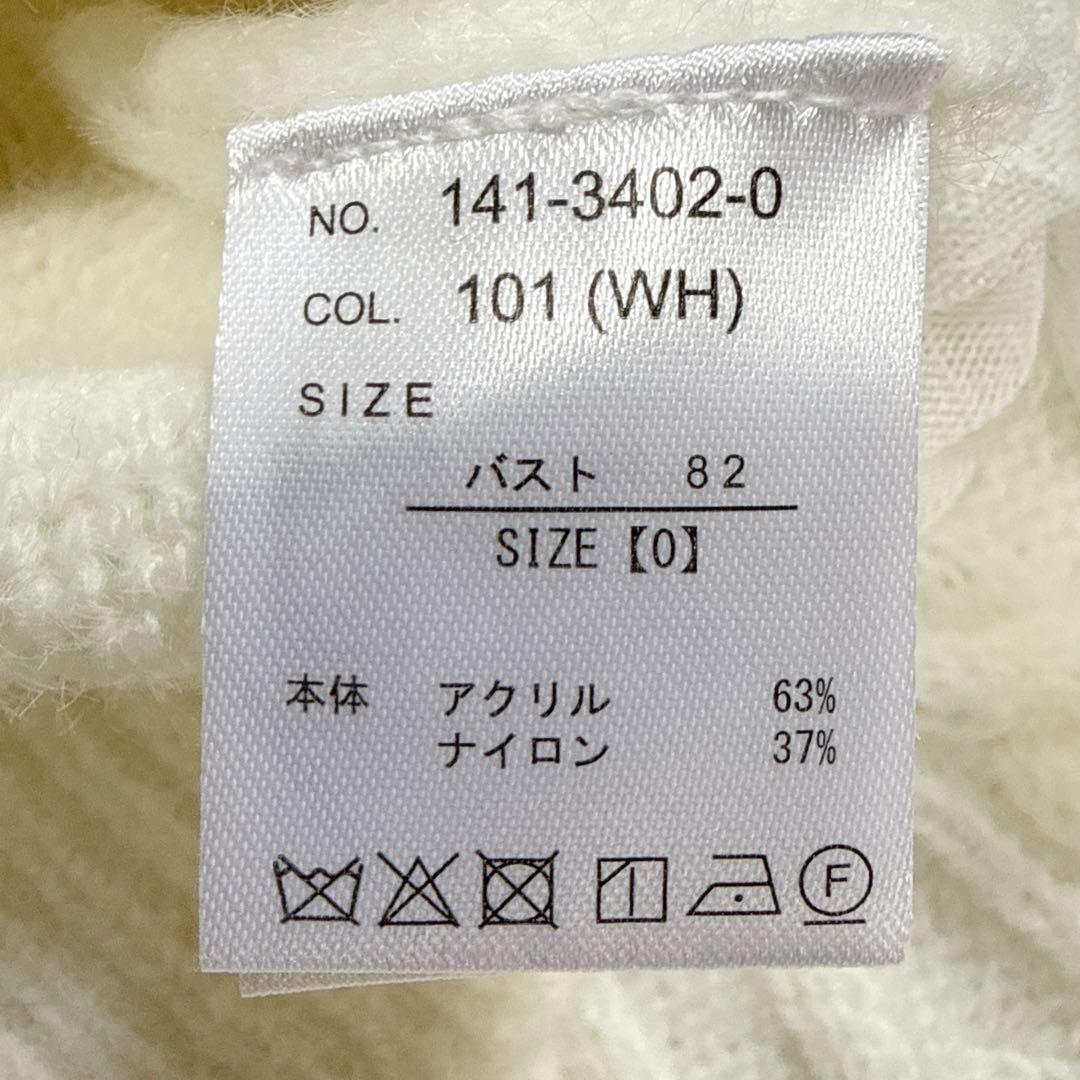 NO. 141-3402-0
COL. 101 (WH)
SIZE
バスト 82
SIZE【0】
本体 アクリル 63%
ナイロン 37%
F